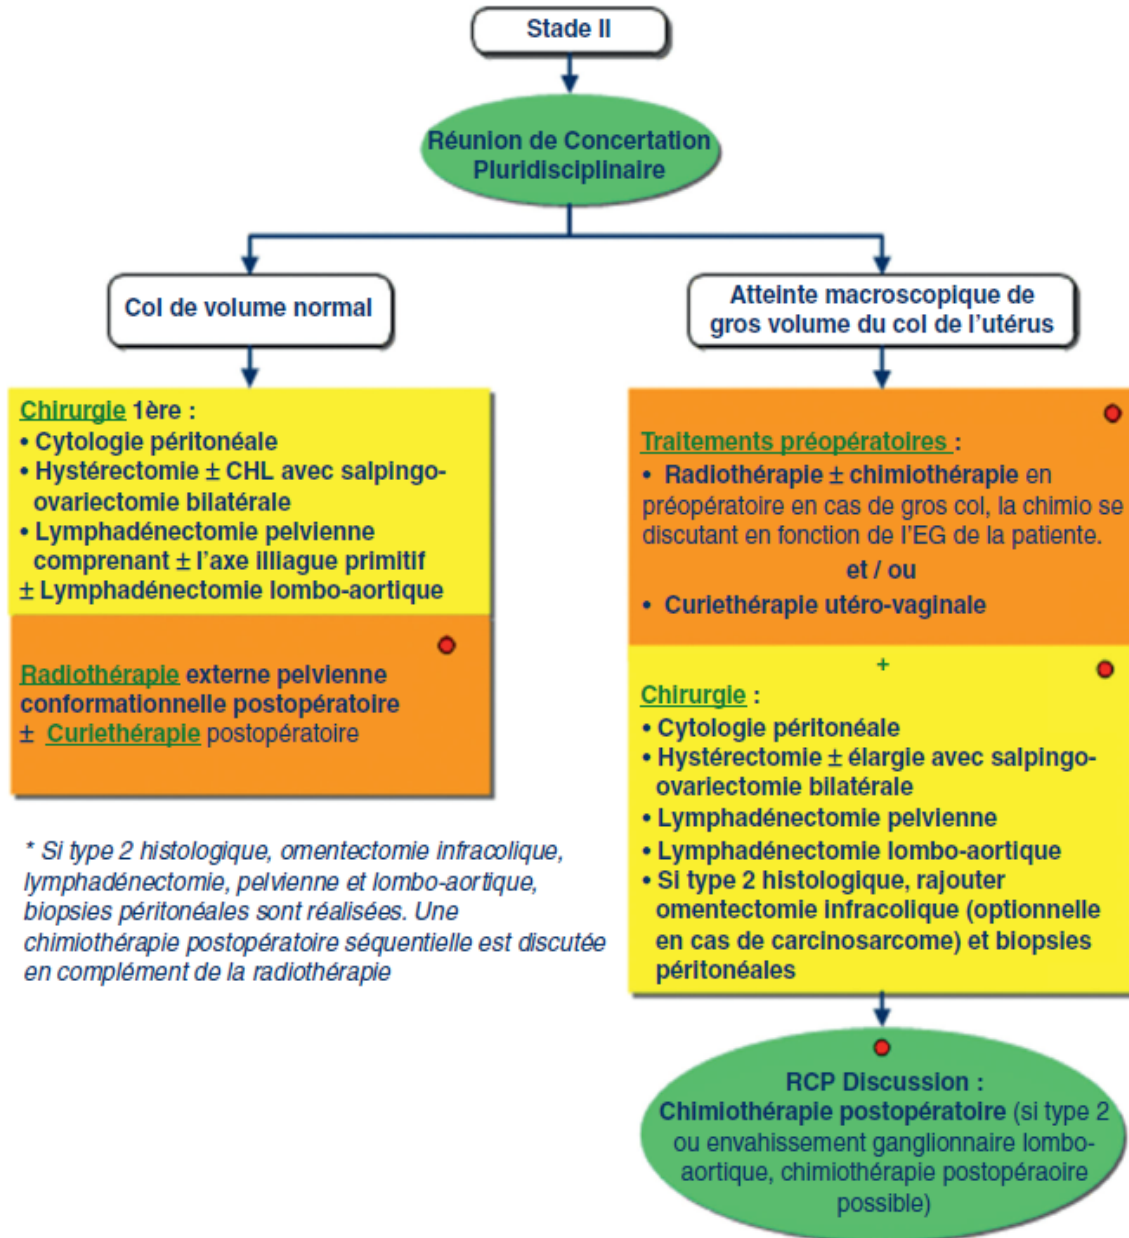 Stade II
Réunion de Concertation
Pluridisciplinaire
Col de volume normal
Chirurgie 1ère :
• Cytologie péritonéale
• Hystérectomie ± CHL avec salpingo-
ovariectomie bilatérale
• Lymphadénectomie pelvienne
comprenant ± l'axe illiague primitif
± Lymphadénectomie lombo-aortique
Radiothérapie externe pelvienne
conformationnelle postopératoire
± Curiethérapie postopératoire
* Si type 2 histologique, omentectomie infracolique,
lymphadénectomie, pelvienne et lombo-aortique,
biopsies péritonéales sont réalisées. Une
chimiothérapie postopératoire séquentielle est discutée
en complément de la radiothérapie
Atteinte macroscopique de
gros volume du col de l'utérus
Traitements préopératoires :
• Radiothérapie ± chimiothérapie en
préopératoire en cas de gros col, la chimio se
discutant en fonction de l'EG de la patiente.
et / ou
• Curiethérapie utéro-vaginale
+
Chirurgie :
• Cytologie péritonéale
• Hystérectomie ± élargie avec salpingo-
ovariectomie bilatérale
• Lymphadénectomie pelvienne
• Lymphadénectomie lombo-aortique
• Si type 2 histologique, rajouter
omentectomie infracolique (optionnelle
en cas de carcinosarcome) et biopsies
péritonéales
RCP Discussion :
Chimiothérapie postopératoire (si type 2
ou envahissement ganglionnaire lombo-
aortique, chimiothérapie postopéraoire
possible)